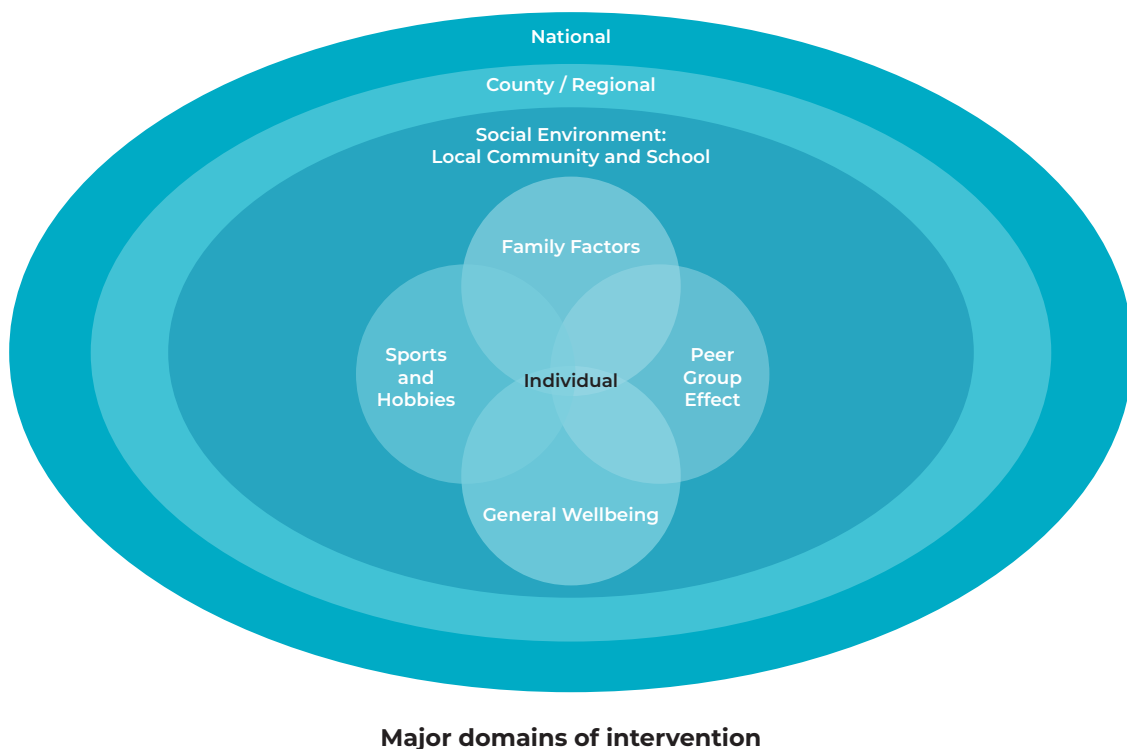 National
County / Regional
Social Environment:
Local Community and School
Family Factors
Sports
and
Hobbies
Individual
Peer
Group
Effect
General Wellbeing
Major domains of intervention